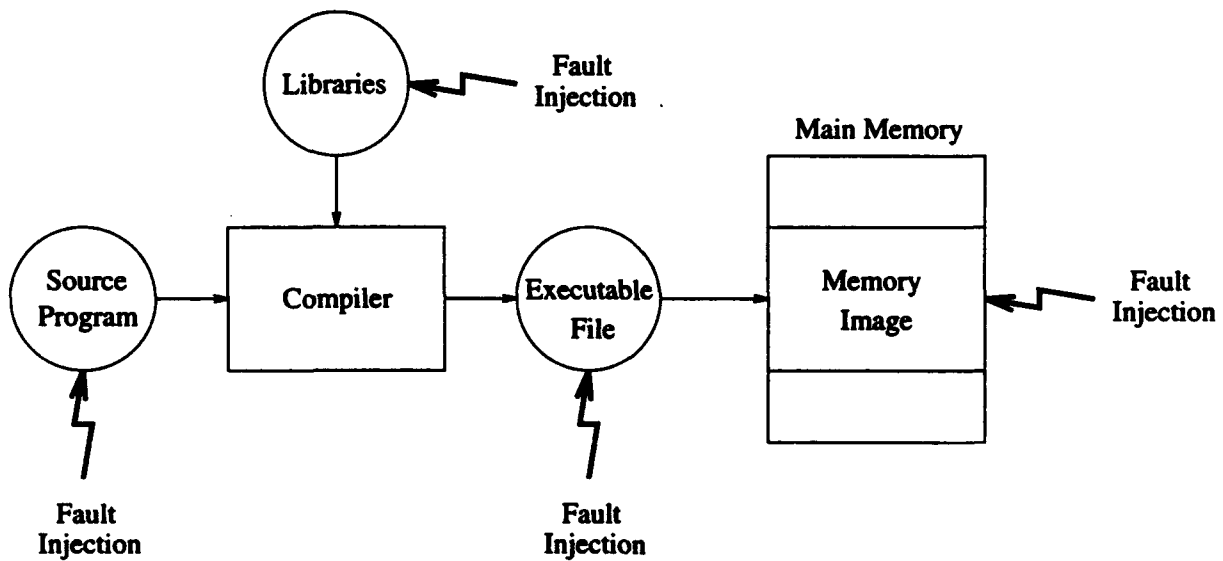 Libraries
Fault
Injection
Main Memory
Source
Program
Compiler
Executable
File
Memory
Image
Fault
Injection
Fault
Injection
Fault
Injection